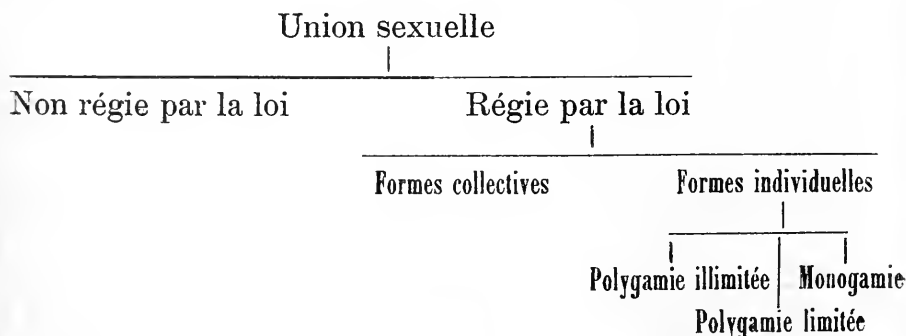 Union sexuelle
Non régie par la loi Régie par la loi
Formes collectives Formes individuelles
Polygamie illimitée Monogamie
Polygamie limitée